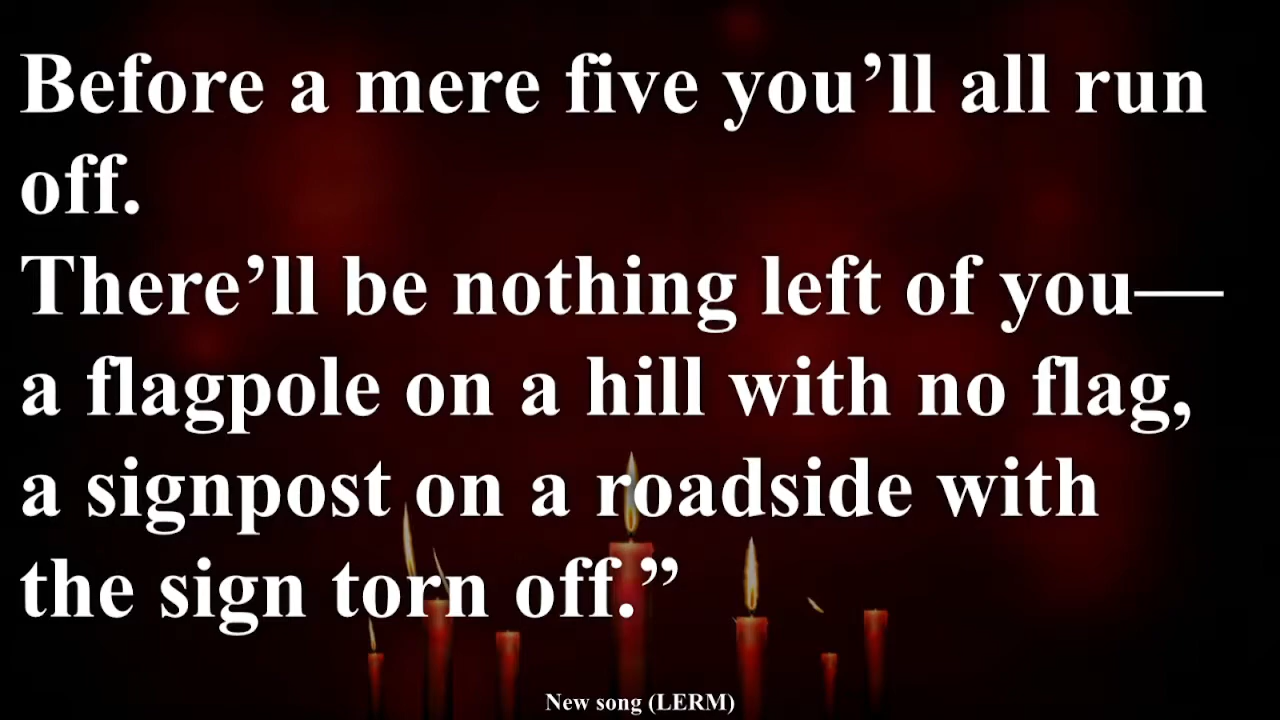 Before a mere five you’ll all run
off.
There’ll be nothing left of you—
a flagpole on a hill with no flag,
a signpost on a roadside with
the sign torn off.”
New song (LERM)